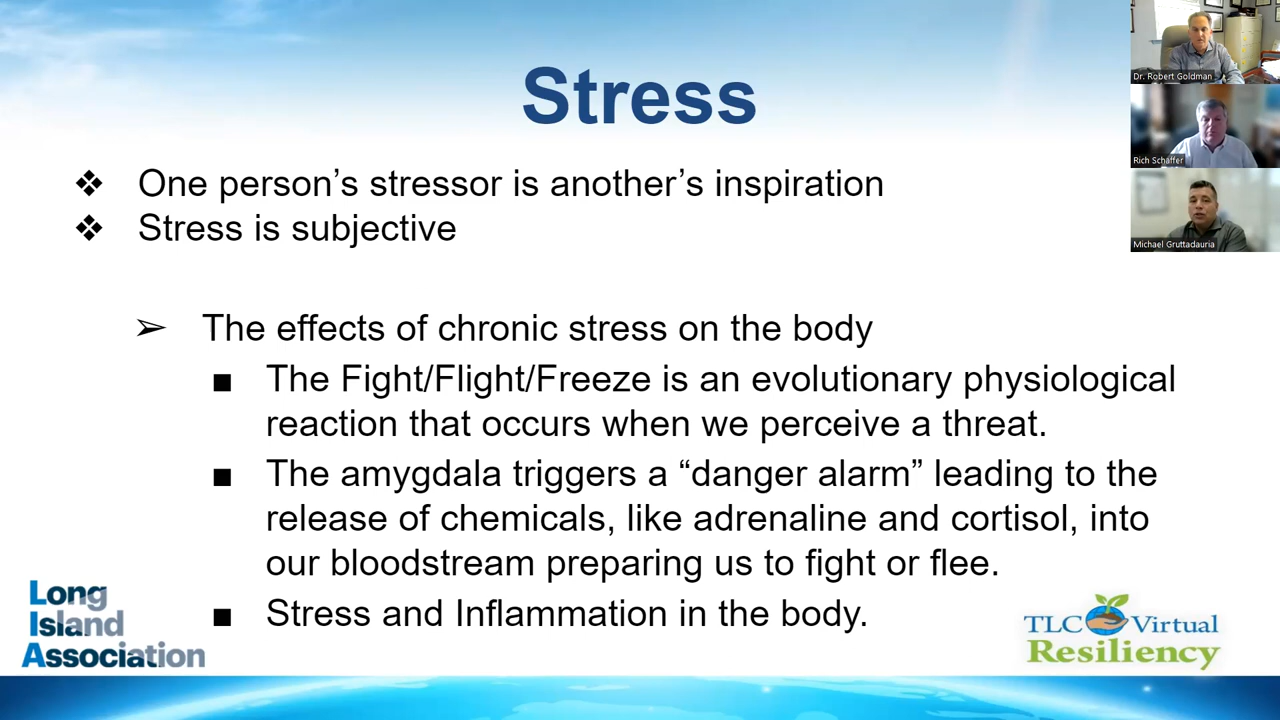 Stress
❖ One person’s stressor is another’s inspiration
❖ Stress is subjective
➢ The effects of chronic stress on the body
■ The Fight/Flight/Freeze is an evolutionary physiological
reaction that occurs when we perceive a threat.
■ The amygdala triggers a “danger alarm” leading to the
release of chemicals, like adrenaline and cortisol, into
our bloodstream preparing us to fight or flee.
■ Stress and Inflammation in the body.
Long
Island
Association
TLC Virtual
Resiliency
Dr. Robert Goldman
Rich Schaffer
Michael Gruttadauria